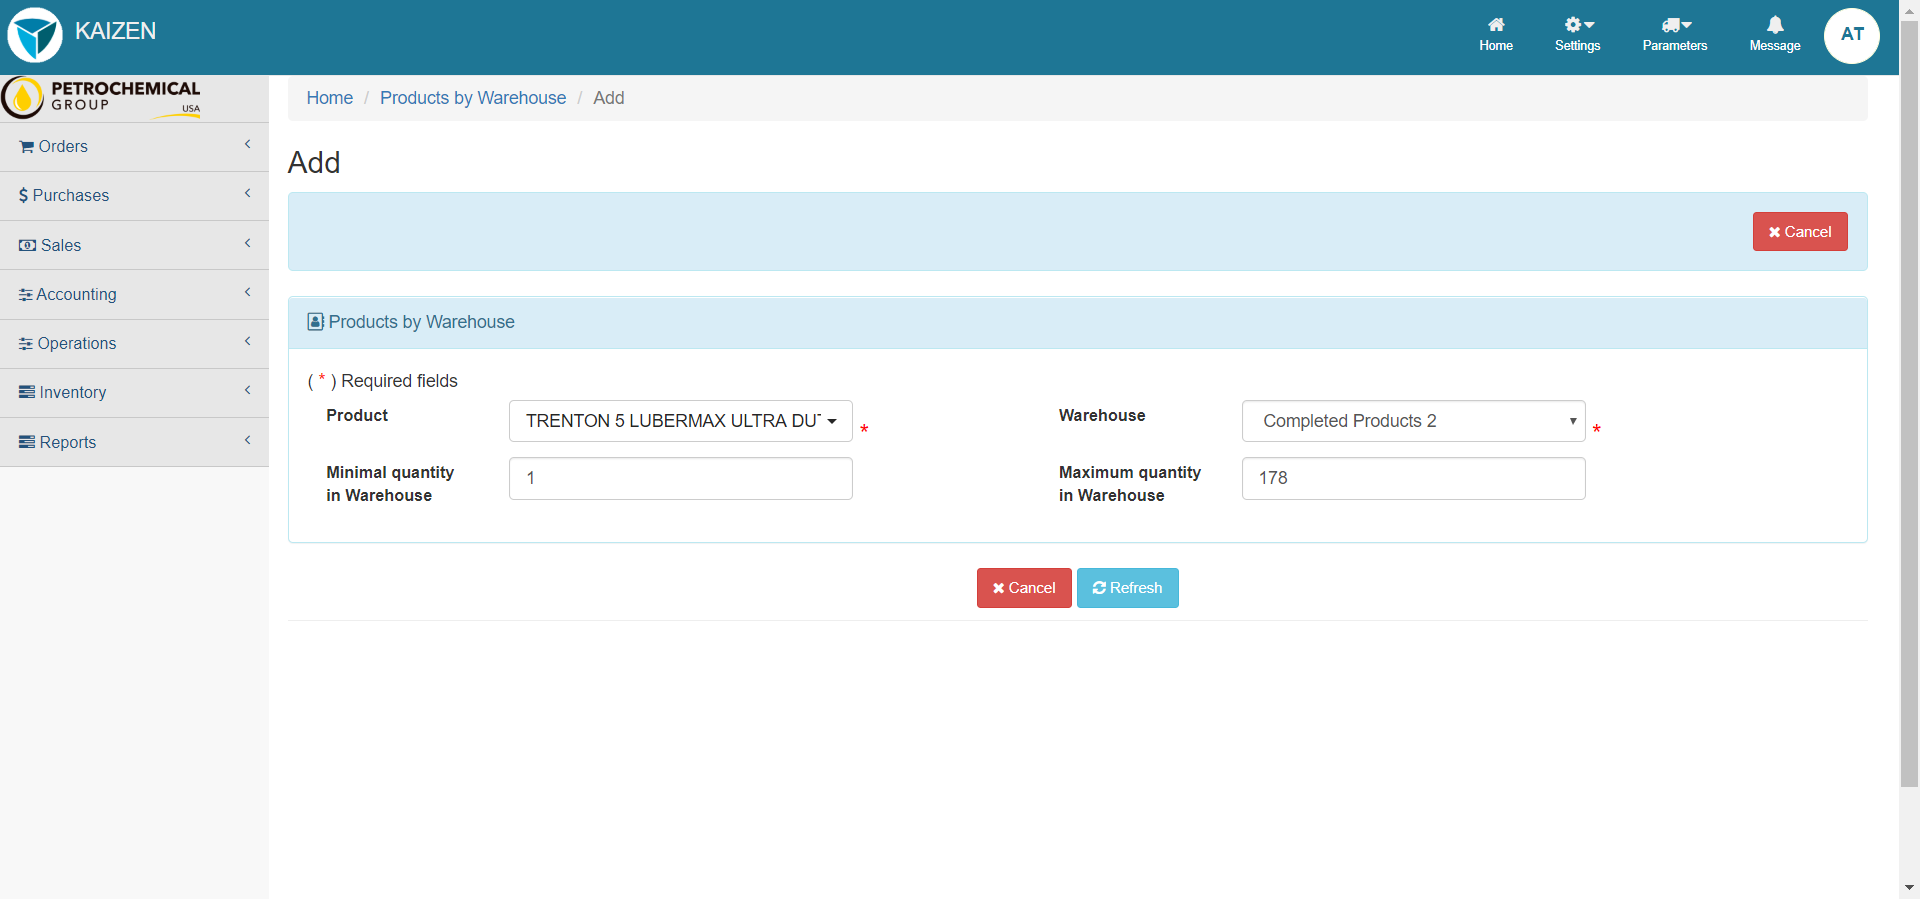 KAIZEN
Home
Settings
Parameters
Message
AT
PETROCHEMICAL
GROUP
USA
Orders
$ Purchases
Sales
Accounting
Operations
Inventory
Reports
Home / Products by Warehouse / Add
Add
Cancel
Products by Warehouse
( * ) Required fields
Product
TRENTON 5 LUBERMAX ULTRA DU
*
Warehouse
Completed Products 2
*
Minimal quantity
in Warehouse
1
Maximum quantity
in Warehouse
178
Cancel
Refresh